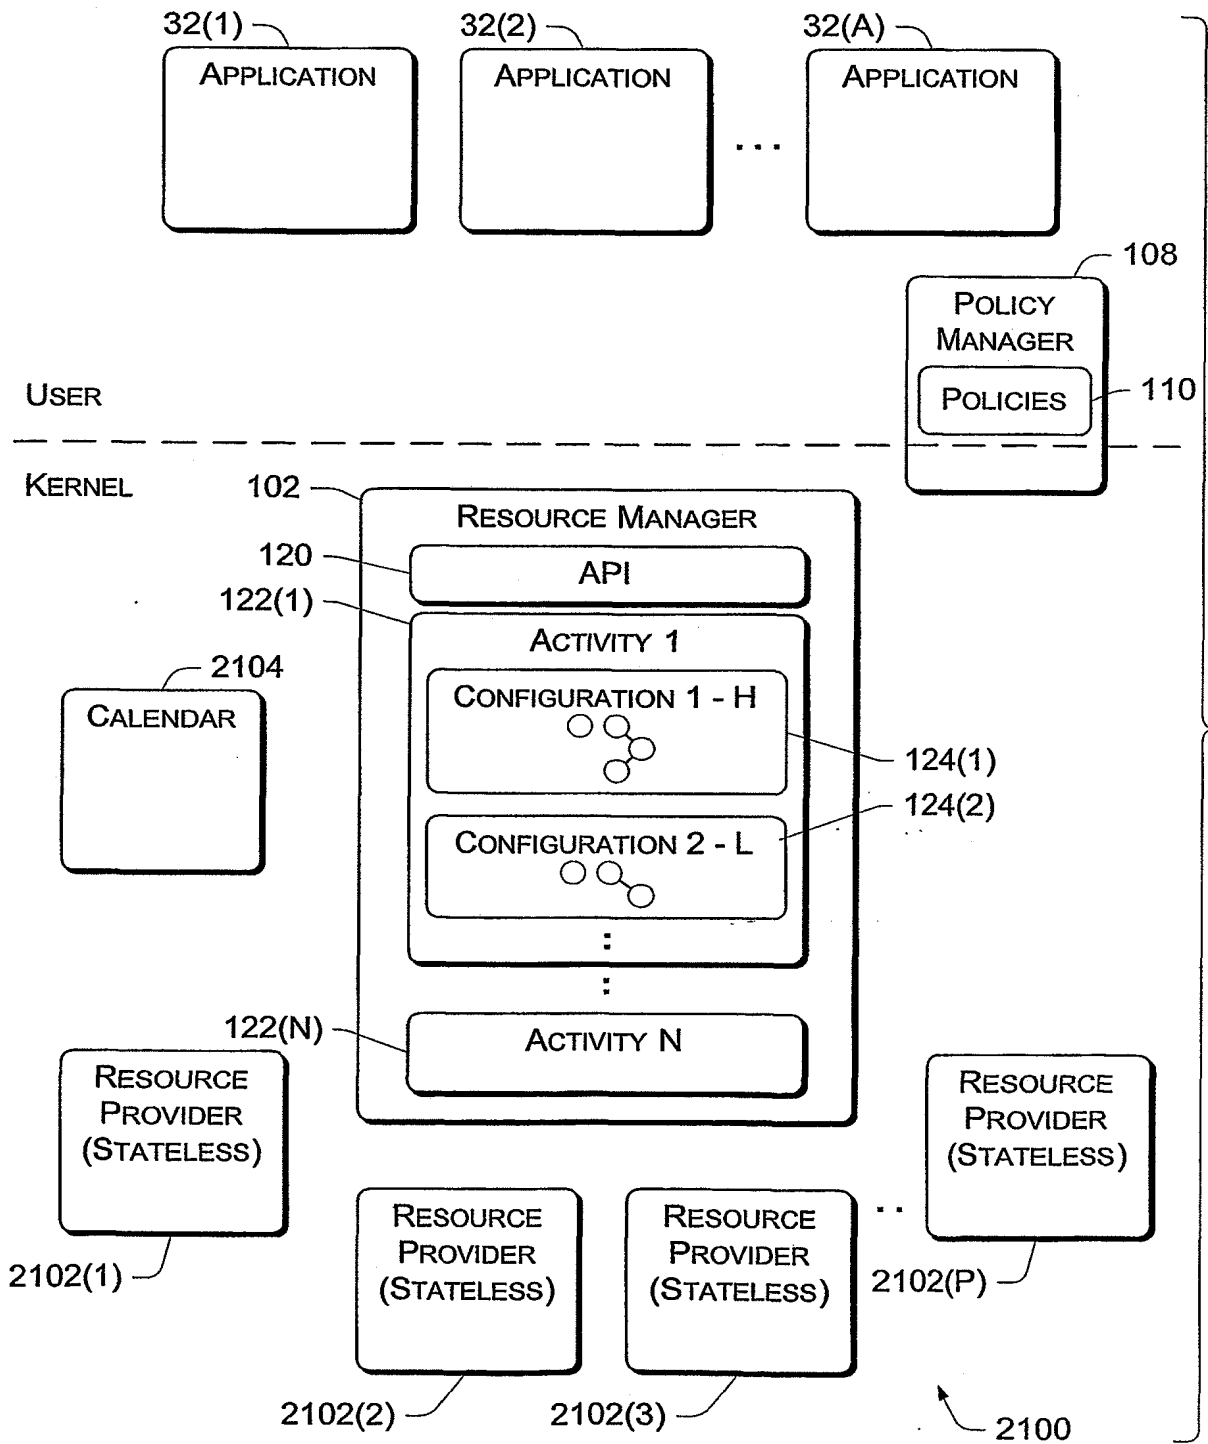 32(1) 32(2) 32(A)
APPLICATION APPLICATION APPLICATION
...
108
POLICY
MANAGER
POLICIES
110
USER
KERNEL
102
RESOURCE MANAGER
120
API
122(1)
ACTIVITY 1
2104
CALENDAR
CONFIGURATION 1 - H
124(1)
124(2)
CONFIGURATION 2 - L
122(N)
ACTIVITY N
RESOURCE
PROVIDER
(STATELESS)
2102(1)
RESOURCE
PROVIDER
(STATELESS)
2102(2)
RESOURCE
PROVIDER
(STATELESS)
2102(3)
..
RESOURCE
PROVIDER
(STATELESS)
2102(P)
2100